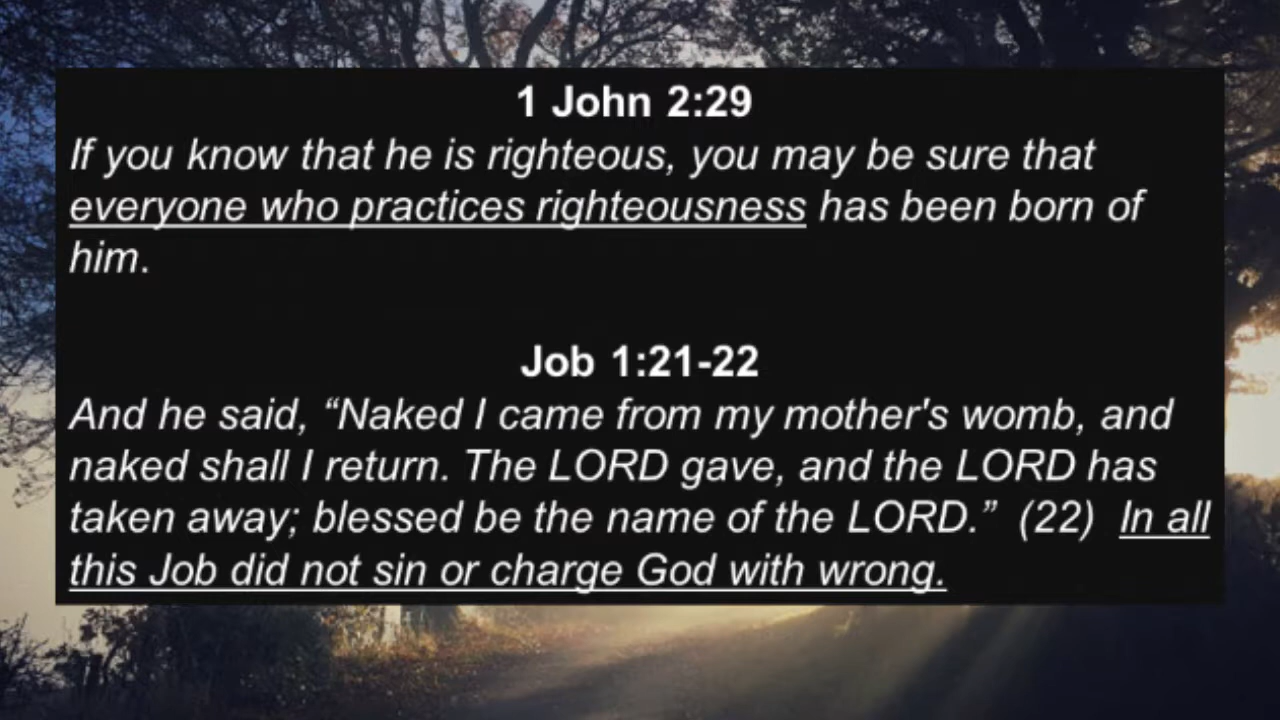 1 John 2:29
If you know that he is righteous, you may be sure that
everyone who practices righteousness has been born of
him.
Job 1:21-22
And he said, “Naked I came from my mother's womb, and
naked shall I return. The LORD gave, and the LORD has
taken away; blessed be the name of the LORD.” (22) In all
this Job did not sin or charge God with wrong.